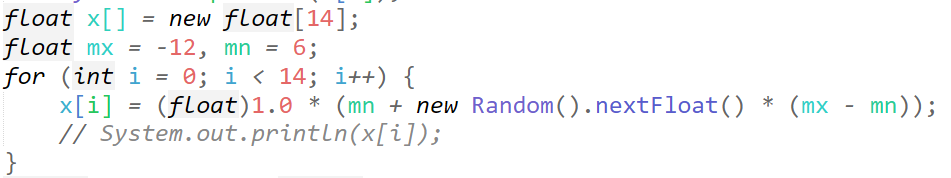 float x[] = new float[14];
float mx = -12, mn = 6;
for (int i = 0; i < 14; i++) {
    x[i] = (float)1.0 * (mn + new Random().nextFloat() * (mx - mn));
    // System.out.println(x[i]);
}